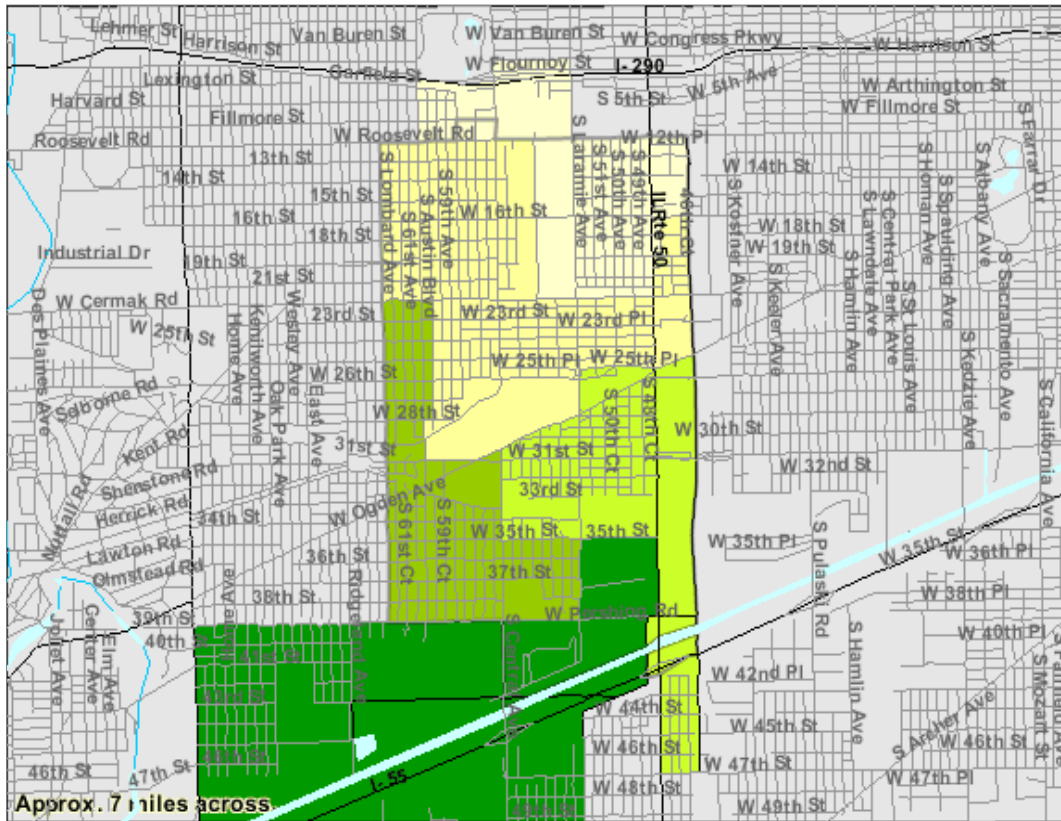 Lehmer St
Harrison St
Van Buren St
W Van Buren St
W Congress Pkwy
W Harrison St
Lexington St
Garfield St
W Flournoy St
I- 290
W 5th Ave
W Arthington St
Harvard St
Fillmore St
S 5th St
W Fillmore St
Roosevelt Rd
W Roosevelt Rd
W 12th Pl
S Farrar Dr
13th St
14th St
W 14th St
S Lombard Ave
S 61st Ave
S Austin Blvd
S 59th Ave
S Laramie Ave
S 51st Ave
S 50th Ave
S 49th Ave
ILRte 50
46th Ct
S Kostner Ave
S Homan Ave
S Spaulding Ave
S Albany Ave
15th St
16th St
W 16th St
18th St
W 18th St
W 19th St
S Lawndale Ave
S Central Park Ave
Industrial Dr
19th St
21st St
S Keeler Ave
S Hamlin Ave
S St Louis Ave
S Sacramento Ave
Des Plaines Ave
W Cermak Rd
W 25th St
Home Ave
Kenilworth Ave
Wesley Ave
23rd St
W 23rd St
W 23rd Pl
S Kedzie Ave
W 25th Pl
W 25th Pl
W 26th St
Selborne Rd
Oak Park Ave
East Ave
W 28th St
S 50th Ct
S 48th Ct
W 30th St
S California Ave
Kent Rd
31st St
W 31st St
Shenstone Rd
W 32nd St
Nuttall Rd
Herrick Rd
34th St
W Ogden Ave
33rd St
Lawton Rd
S 61st Ct
S 59th Ct
W 35th St
35th St
W 35th Pl
S Pulaski Rd
W 35th St
W 36th Pl
Olmstead Rd
36th St
37th St
38th St
W 38th Pl
39th St
40th St
Ridgeland Ave
W Pershing Rd
S Central Ave
W 40th Pl
Joliet Ave
Center Ave
Elm Ave
41st St
W 42nd Pl
S Hamlin Ave
S Mozart St
W 44th St
W 45th St
S Archer Ave
W 46th St
W 46th St
46th St
47th St
W 47th St
W 47th Pl
I- 55
W 48th St
W 49th St
Approx. 7 miles across